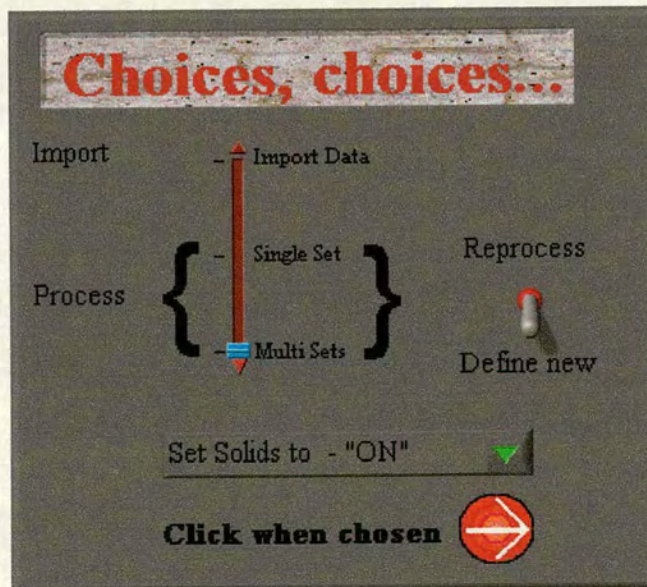 Choices, choices...
Import
Import Data
Single Set
Reprocess
Process
Multi Sets
Define new
Set Solids to - "ON"
Click when chosen